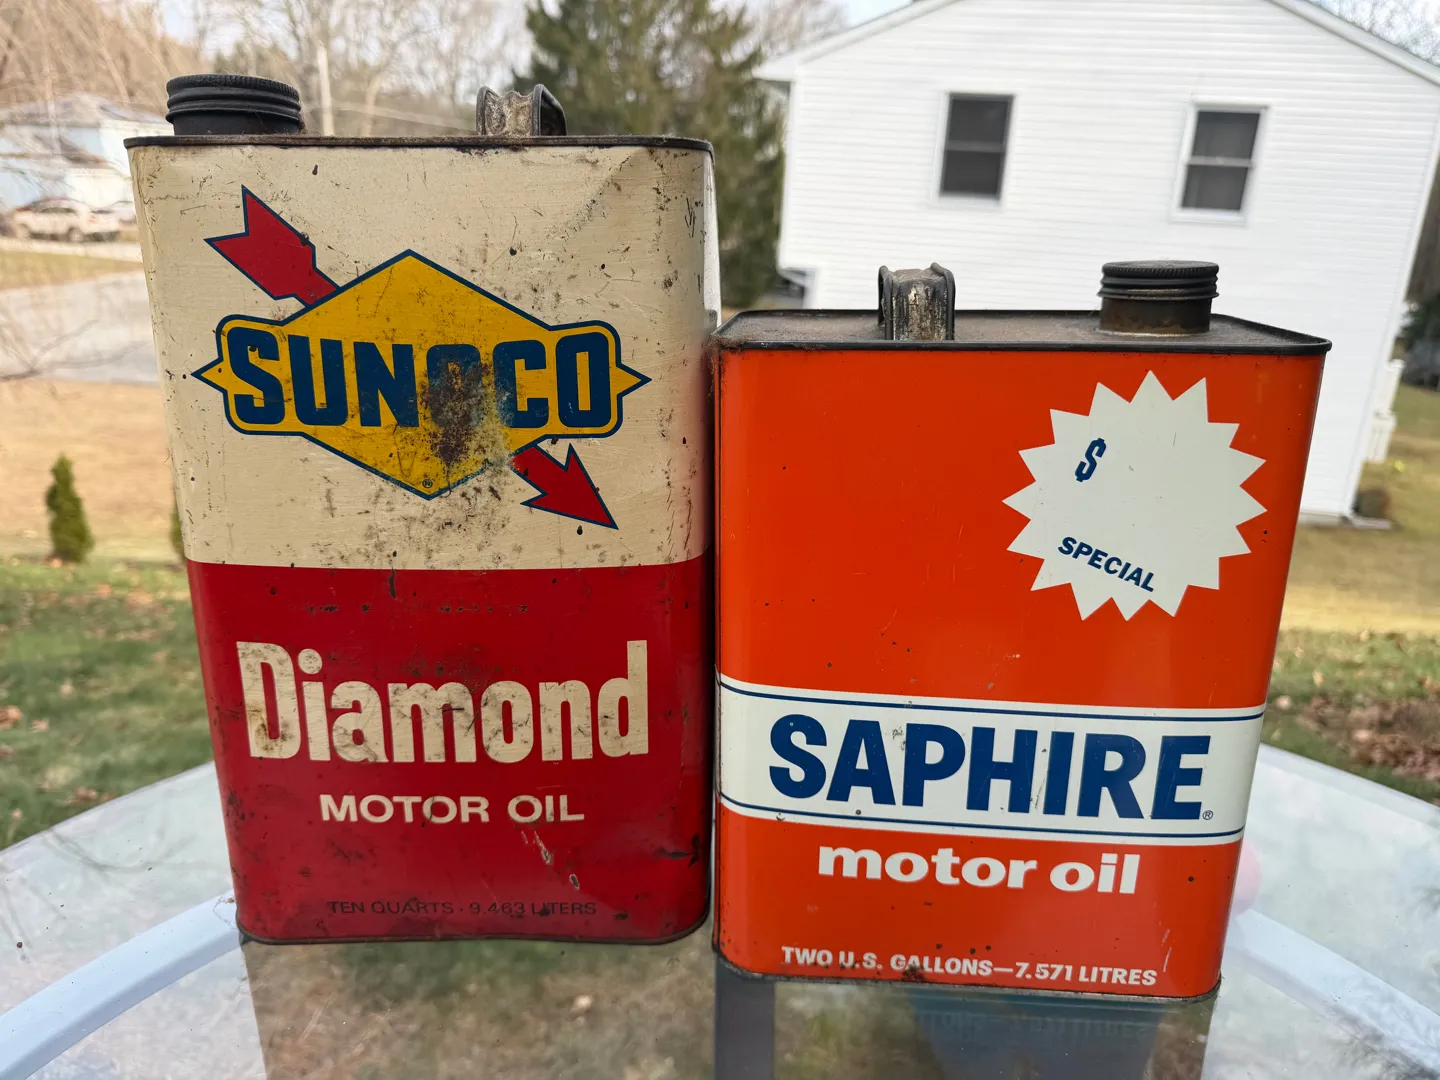 SUNOCO
®
Diamond
MOTOR OIL
TEN QUARTS · 9.463 LITERS
$
SPECIAL
SAPHIRE®
motor oil
TWO U.S. GALLONS—7.571 LITRES